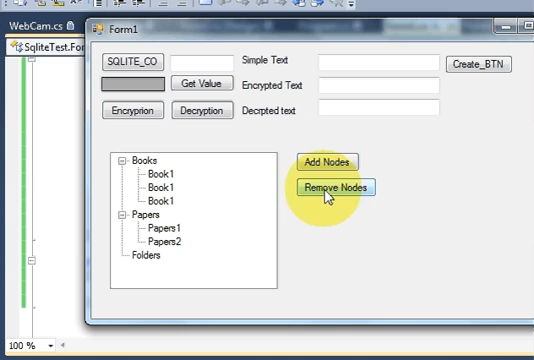 WebCam.cs
Form1
SqliteTest.For
SQLITE_CO
Simple Text
Create_BTN
Get Value
Encrypted Text
Encryprion
Decryption
Decrpted text
Books
Book1
Book1
Book1
Papers
Papers1
Papers2
Folders
Add Nodes
Remove Nodes
100 %